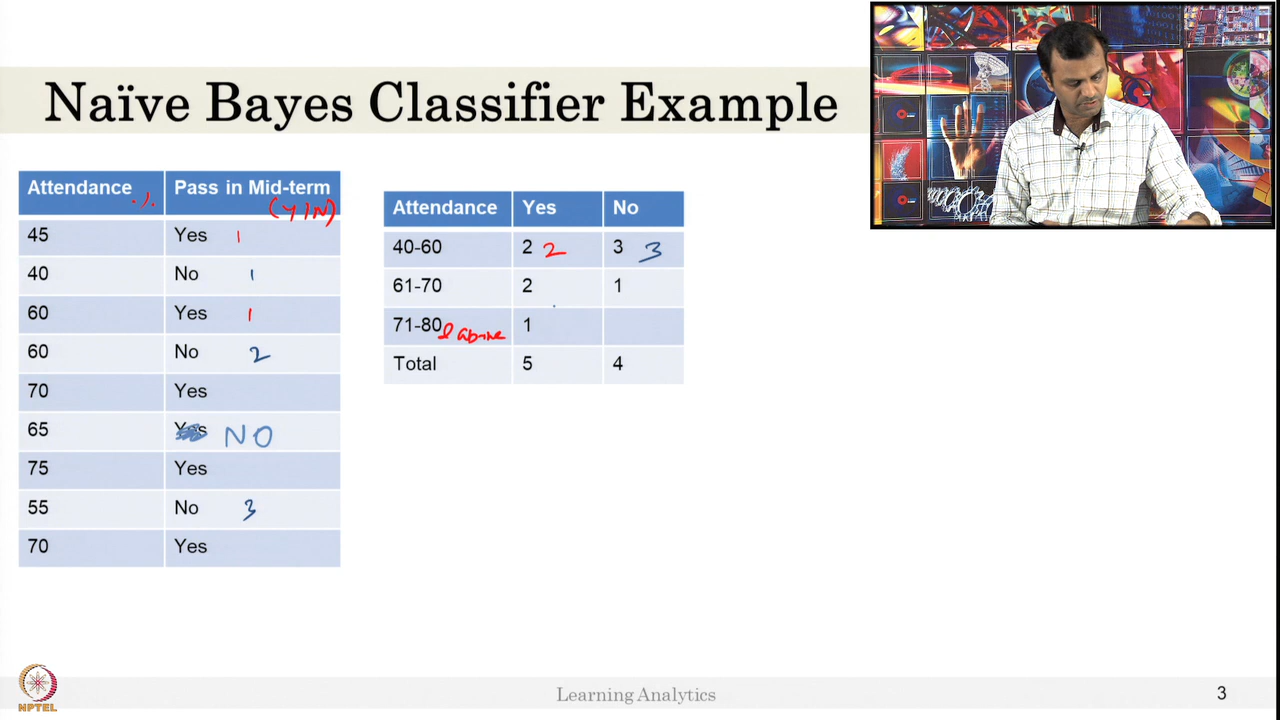 Naïve Bayes Classifier Example
Attendance .). Pass in Mid-term
(Y/N)
45 Yes 1
40 No 1
60 Yes 1
60 No 2
70 Yes
65 Yes NO
75 Yes
55 No 3
70 Yes
Attendance Yes No
40-60 2 2 3 3
61-70 2 1
71-80 & above 1
Total 5 4
NPTEL
Learning Analytics
3